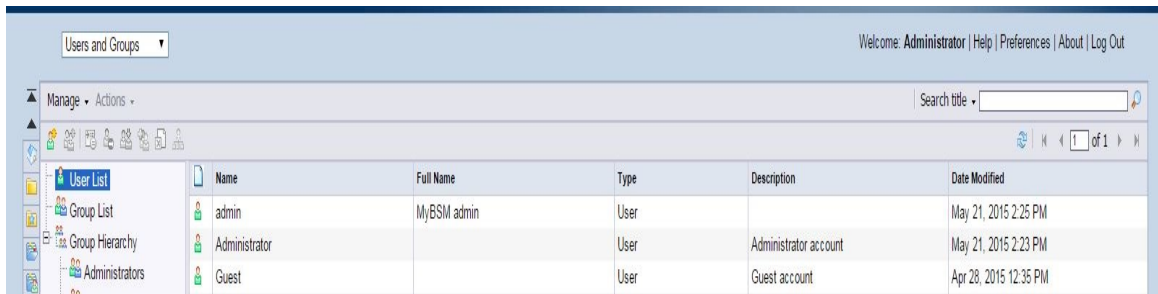 Users and Groups
Welcome: Administrator | Help | Preferences | About | Log Out
Manage Actions
Search title
1 of 1
User List
Group List
Group Hierarchy
Administrators
Name Full Name Type Description Date Modified
admin MyBSM admin User May 21, 2015 2:25 PM
Administrator User Administrator account May 21, 2015 2:23 PM
Guest User Guest account Apr 28, 2015 12:35 PM